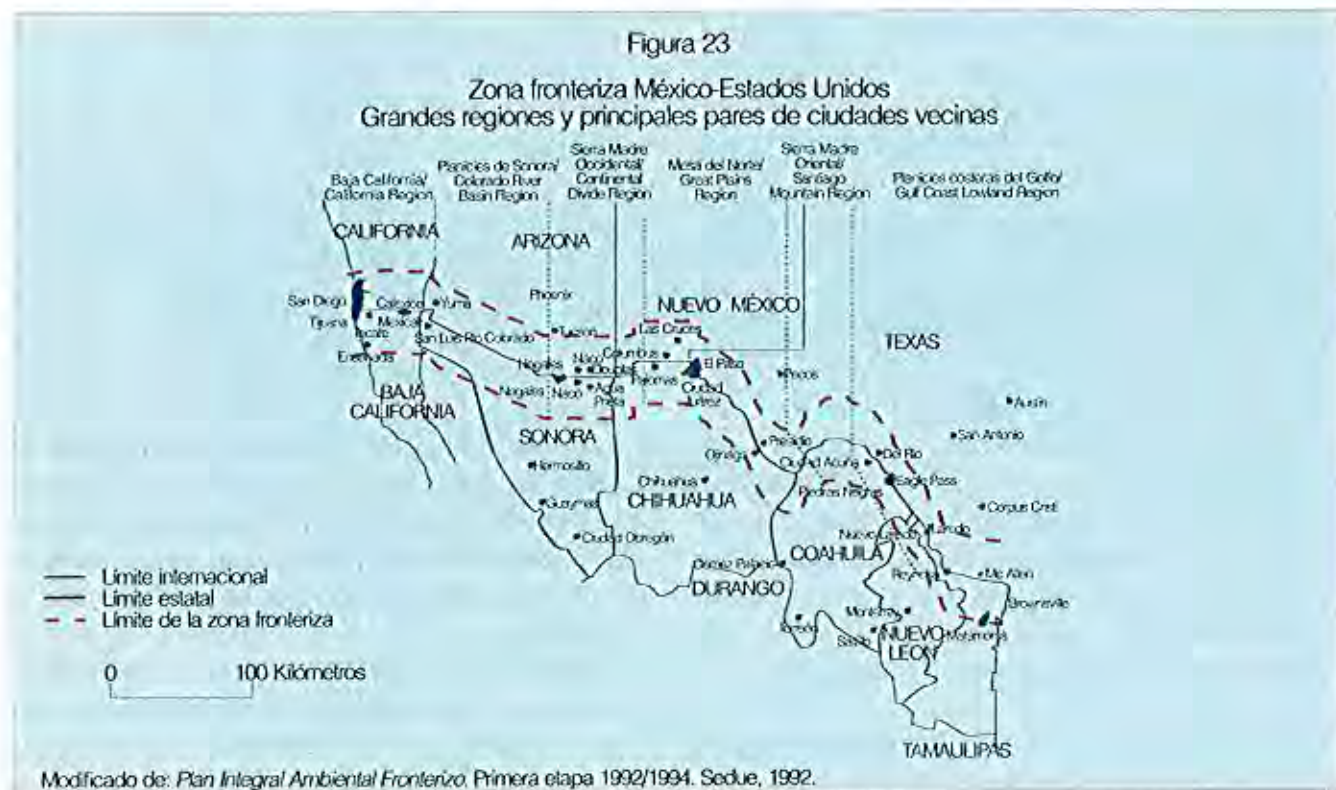 Figura 23
Zona fronteriza México-Estados Unidos
Grandes regiones y principales pares de ciudades vecinas
Baja California/
California Region
Planicies de Sonora/
Colorado River
Basin Region
Sierra Madre
Occidental/
Continental
Divide Region
Mesa del Norte/
Great Plains
Region
Sierra Madre
Oriental/
Santiago
Mountain Region
Planicies costeras del Golfo/
Gulf Coast Lowland Region
CALIFORNIA
ARIZONA
NUEVO MÉXICO
TEXAS
San Diego
Calexico
Yuma
Phoenix
Tijuana
Mexicali
Tecate
San Luis Río Colorado
Tucson
Las Cruces
Ensenada
Nogales
Naco
Douglas
Columbus
El Paso
Pecos
Nogales
Naco
Agua
Prieta
Palomas
Ciudad
Juárez
BAJA
CALIFORNIA
Austin
SONORA
Ojinaga
Presidio
San Antonio
Hermosillo
Ciudad Acuña
Del Río
Chihuahua
CHIHUAHUA
Piedras Negras
Eagle Pass
Guaymas
Corpus Cristi
Ciudad Obregón
Nuevo Laredo
Laredo
COAHUILA
Gómez Palacio
DURANGO
Reynosa
Mc Allen
Monterrey
Brownsville
Torreón
Saltillo
NUEVO
LEON
Matamoros
TAMAULIPAS
Límite internacional
Límite estatal
Límite de la zona fronteriza
0 100 Kilómetros
Modificado de: Plan Integral Ambiental Fronterizo. Primera etapa 1992/1994. Sedue, 1992.